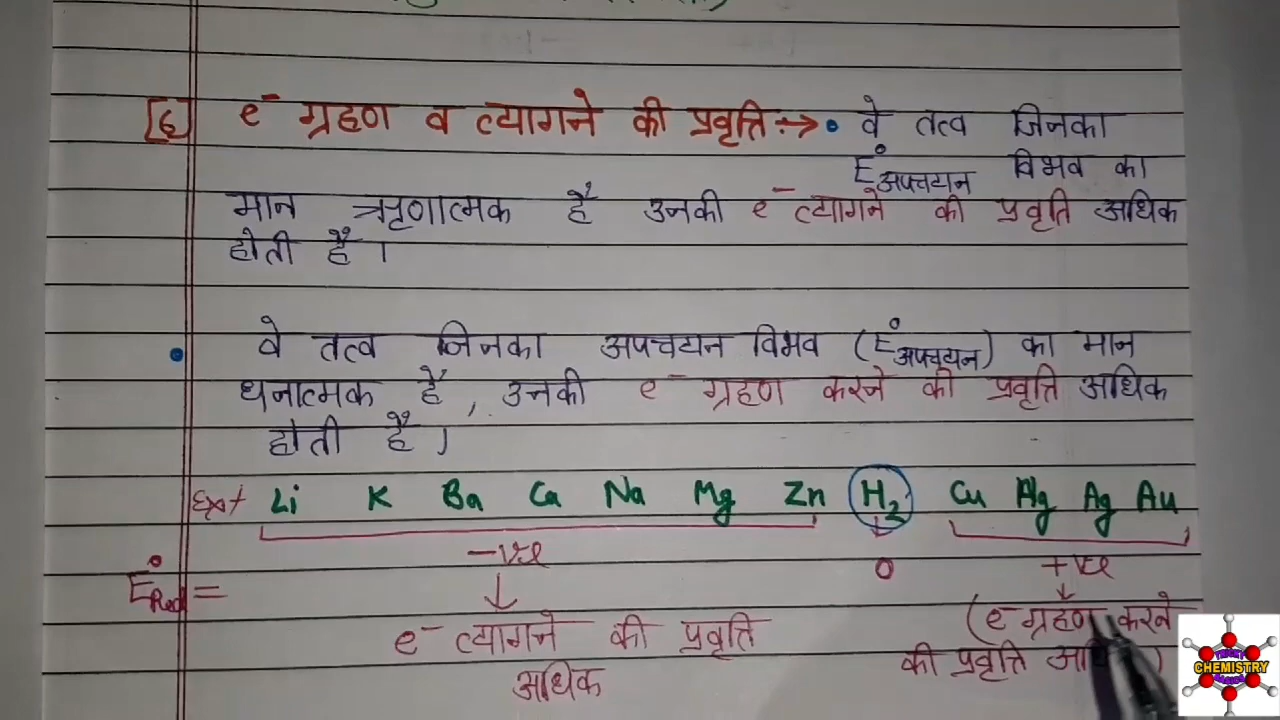 [6] e⁻ ग्रहण व त्यागने की प्रवृत्ति :→ • वे तत्व जिनका
E°अपचयन विभव का
मान ऋणात्मक है उनकी e⁻ त्यागने की प्रवृति अधिक
होती है ।
• वे तत्व जिनका अपचयन विभव (E°अपचयन) का मान
धनात्मक है , उनकी e⁻ ग्रहण करने की प्रवृत्ति अधिक
होती है ।
Ex→ Li K Ba Ca Na Mg Zn H₂ Cu Hg Ag Au
-ve 0 +ve
E°Red =
e⁻ त्यागने की प्रवृत्ति (e⁻ ग्रहण करने
अधिक की प्रवृत्ति )
CHEMISTRY